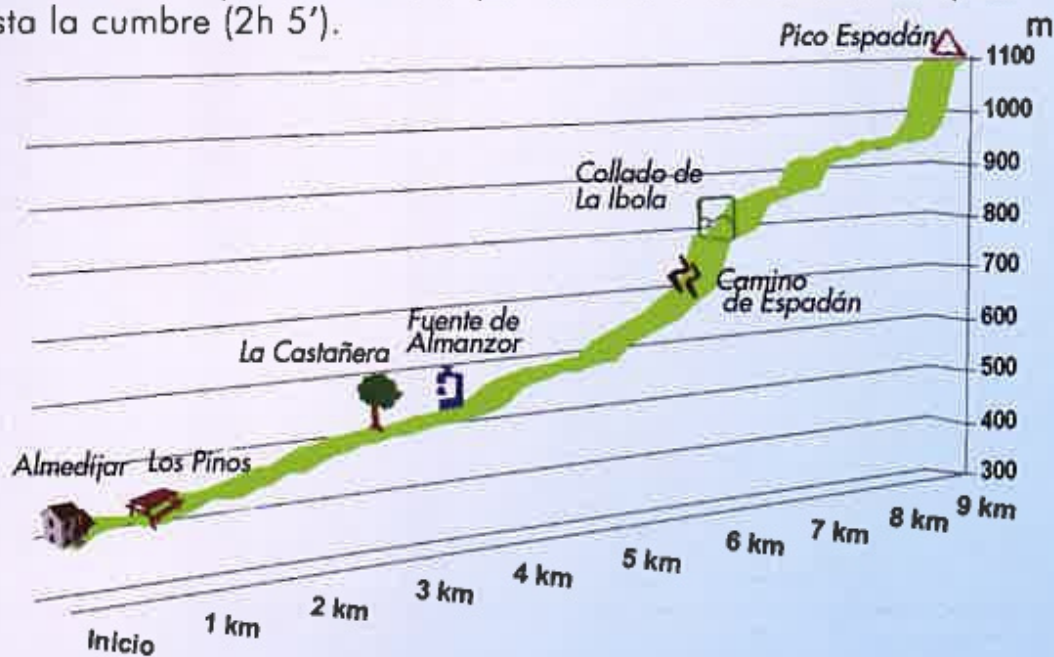 sta la cumbre (2h 5').
Pico Espadán
m
1100
1000
900
Collado de
La Ibola
800
700
Camino
de Espadán
600
Fuente de
Almanzor
La Castañera
500
400
Almedíjar
Los Pinos
300
9 km
8 km
7 km
6 km
5 km
4 km
3 km
2 km
1 km
Inicio